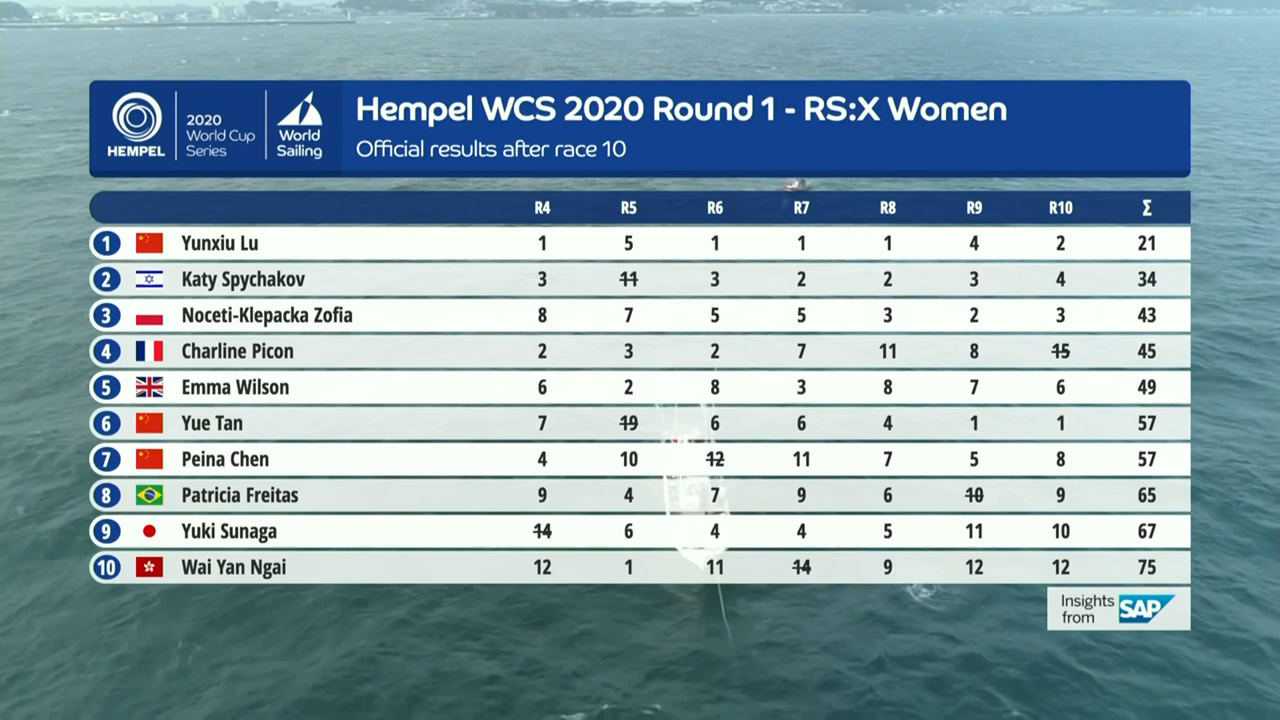 HEMPEL
2020
World Cup
Series
World
Sailing
Hempel WCS 2020 Round 1 - RS:X Women
Official results after race 10
R4 R5 R6 R7 R8 R9 R10 Σ
1 Yunxiu Lu 1 5 1 1 1 4 2 21
2 Katy Spychakov 3 11 3 2 2 3 4 34
3 Noceti-Klepacka Zofia 8 7 5 5 3 2 3 43
4 Charline Picon 2 3 2 7 11 8 15 45
5 Emma Wilson 6 2 8 3 8 7 6 49
6 Yue Tan 7 19 6 6 4 1 1 57
7 Peina Chen 4 10 12 11 7 5 8 57
8 Patricia Freitas 9 4 7 9 6 10 9 65
9 Yuki Sunaga 14 6 4 4 5 11 10 67
10 Wai Yan Ngai 12 1 11 14 9 12 12 75
Insights
from SAP